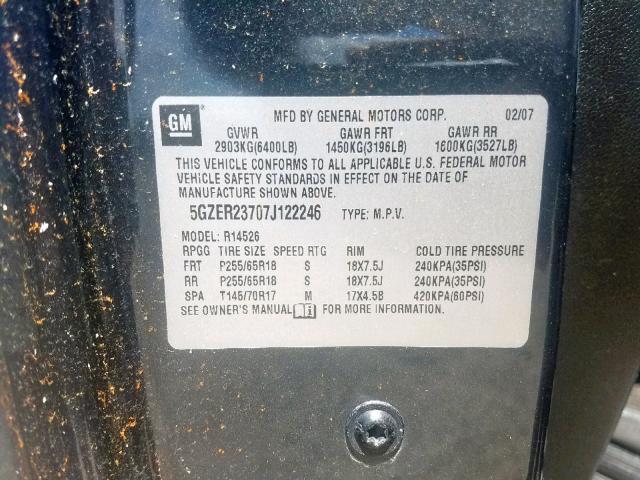 GM
MFD BY GENERAL MOTORS CORP. 02/07
GVWR GAWR FRT GAWR RR
2903KG(6400LB) 1450KG(3196LB) 1600KG(3527LB)
THIS VEHICLE CONFORMS TO ALL APPLICABLE U.S. FEDERAL MOTOR
VEHICLE SAFETY STANDARDS IN EFFECT ON THE DATE OF
MANUFACTURE SHOWN ABOVE.
5GZER23707J122246 TYPE: M.P.V.
MODEL: R14526
RPGG TIRE SIZE SPEED RTG RIM COLD TIRE PRESSURE
FRT P255/65R18 S 18X7.5J 240KPA(35PSI)
RR P255/65R18 S 18X7.5J 240KPA(35PSI)
SPA T145/70R17 M 17X4.5B 420KPA(60PSI)
SEE OWNER'S MANUAL FOR MORE INFORMATION.